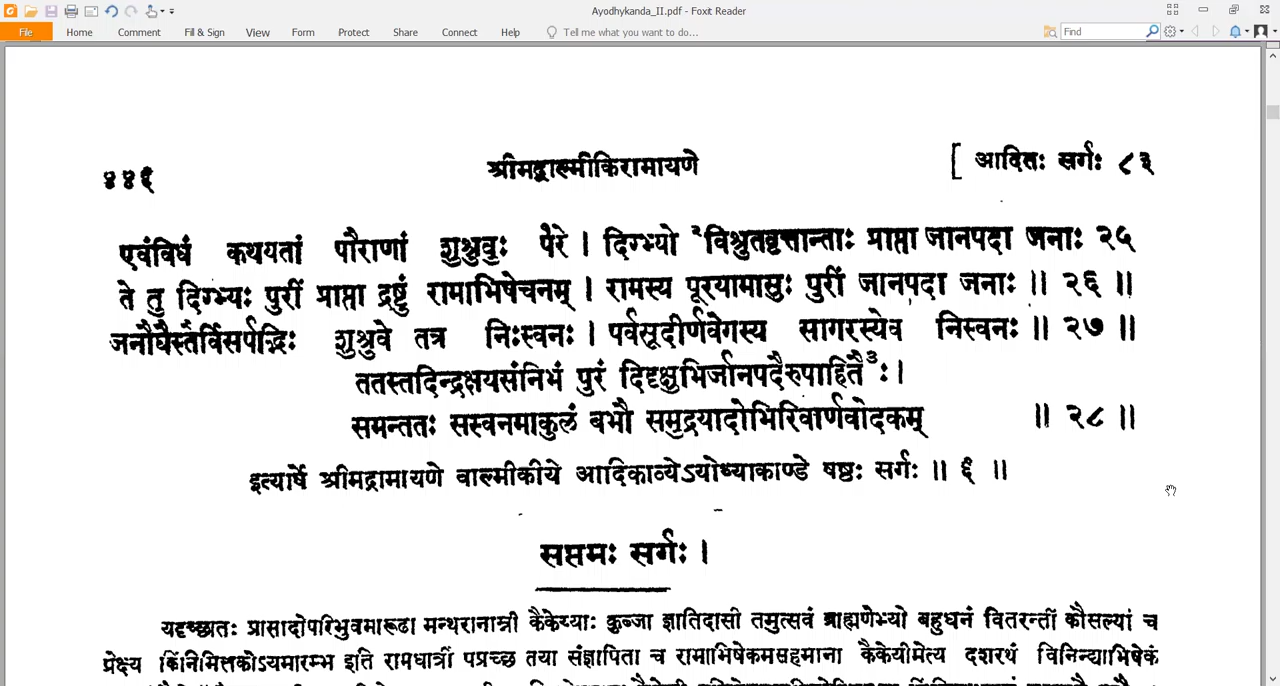 Ayodhykanda_II.pdf - Foxit Reader
File Home Comment Fill & Sign View Form Protect Share Connect Help Tell me what you want to do... Find
४४६ श्रीमद्वाल्मीकिरामायणे [ आदितः सर्गः ८३
एवंविधं कथयतां पौराणां शुश्रुवुः परे । दिग्भ्यो २विश्रुतवृत्तान्ताः प्राप्ता जानपदा जनाः २५
ते तु दिग्भ्यः पुरीं प्राप्ता द्रष्टुं रामाभिषेचनम् । रामस्य पूरयामासुः पुरीं जानपदा जनाः ॥ २६ ॥
जनौघैस्तैर्विसर्पद्भिः शुश्रुवे तत्र निःस्वनः । पर्वसूदीर्णवेगस्य सागरस्येव निस्वनः ॥ २७ ॥
ततस्तदिन्द्रक्षयसंनिभं पुरं दिदृक्षुभिर्जानपदैरुपाहितै३ः ।
समन्ततः सस्वनमाकुलं बभौ समुद्रयादोभिरिवार्णवोदकम् ॥ २८ ॥
इत्यार्षे श्रीमद्रामायणे वाल्मीकीये आदिकाव्येऽयोध्याकाण्डे षष्ठः सर्गः ॥ ६ ॥
सप्तमः सर्गः ।
यदृच्छातः प्रासादोपरिभुवमारूढा मन्थरानाम्नी कैकेय्याः कुब्जा ज्ञातिदासी तमुत्सवं ब्राह्मणेभ्यो बहुधनं वितरन्तीं कौसल्यां च
प्रेक्ष्य किंनिमित्तकोऽयमारम्भ इति रामधात्रीं पप्रच्छ तया संज्ञापिता च रामाभिषेकमसहमाना कैकेयीमेत्य दशरथं विनिन्द्याभिषेकं